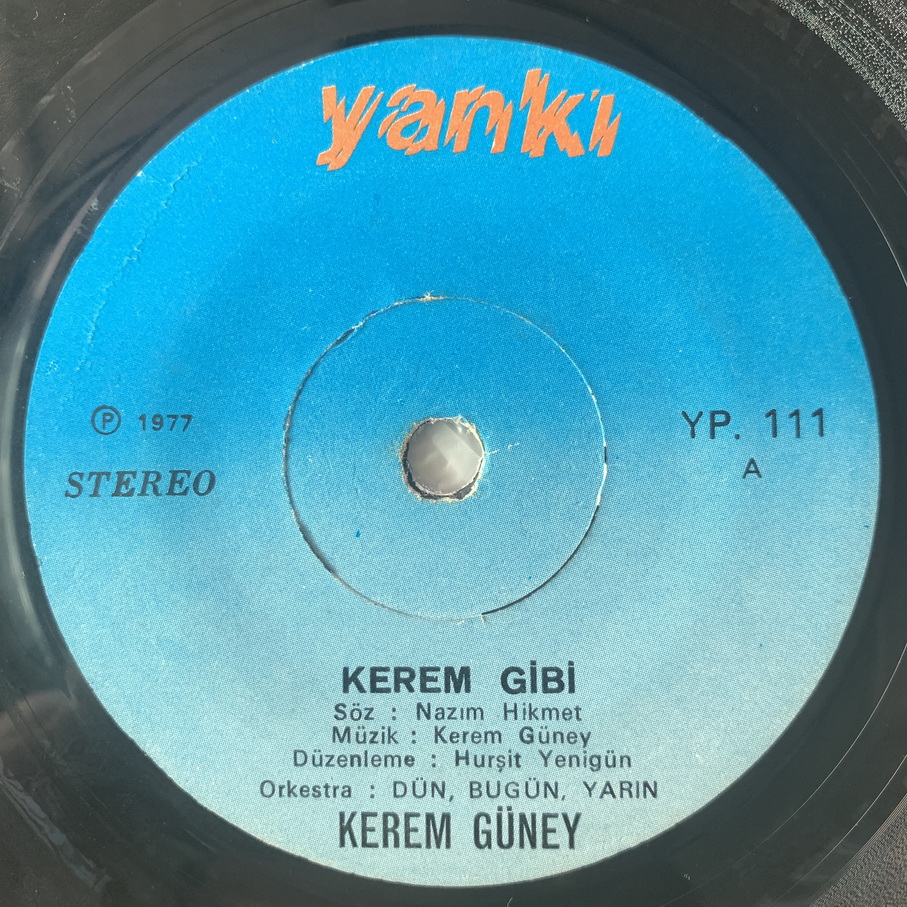 yankı
Ⓟ 1977
STEREO
YP. 111
A
KEREM GİBİ
Söz : Nazım Hikmet
Müzik : Kerem Güney
Düzenleme : Hurşit Yenigün
Orkestra : DÜN, BUGÜN, YARIN
KEREM GÜNEY